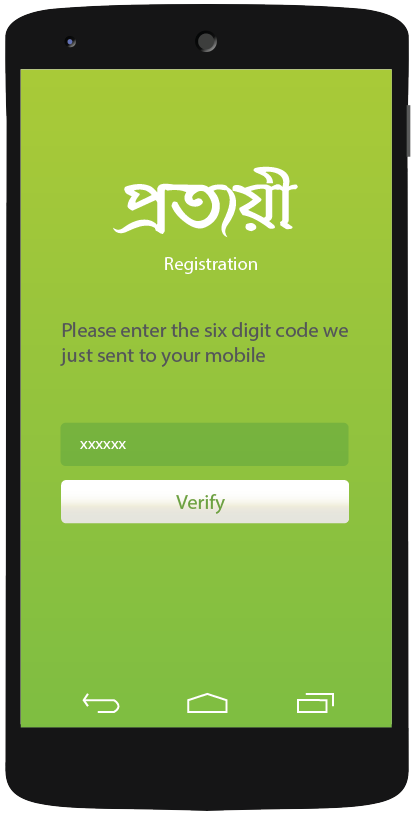 প্রত্যয়ী
Registration
Please enter the six digit code we
just sent to your mobile
xxxxxx
Verify